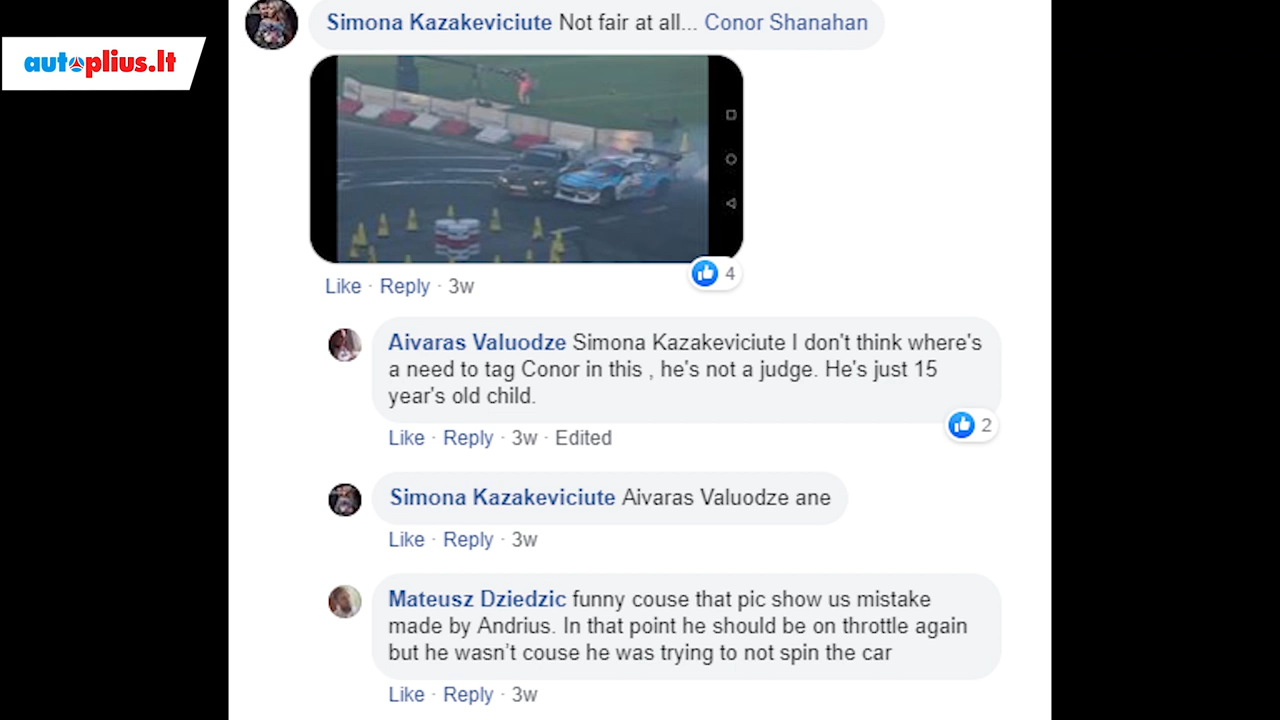 Simona Kazakeviciute Not fair at all... Conor Shanahan
autoplius.lt
4
Like · Reply · 3w
Aivaras Valuodze Simona Kazakeviciute I don't think where's
a need to tag Conor in this , he's not a judge. He's just 15
year's old child.
2
Like · Reply · 3w · Edited
Simona Kazakeviciute Aivaras Valuodze ane
Like · Reply · 3w
Mateusz Dziedzic funny couse that pic show us mistake
made by Andrius. In that point he should be on throttle again
but he wasn't couse he was trying to not spin the car
Like · Reply · 3w